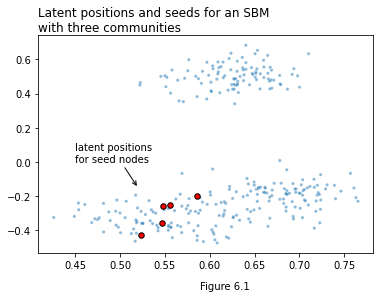 Latent positions and seeds for an SBM
with three communities
0.6
0.4
0.2
0.0
−0.2
−0.4
latent positions
for seed nodes
0.45 0.50 0.55 0.60 0.65 0.70 0.75
Figure 6.1